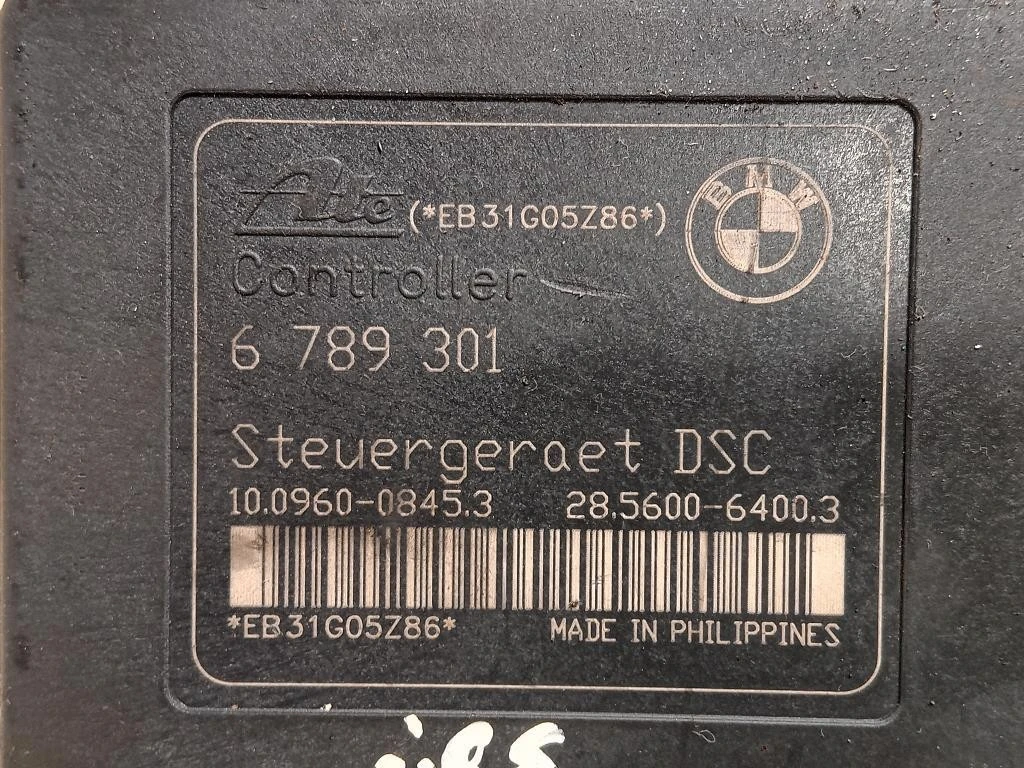 Ate (*EB31G05Z86*) BMW
Controller
6 789 301
Steuergeraet DSC
10.0960-0845.3 28.5600-6400.3
*EB31G05Z86* MADE IN PHILIPPINES